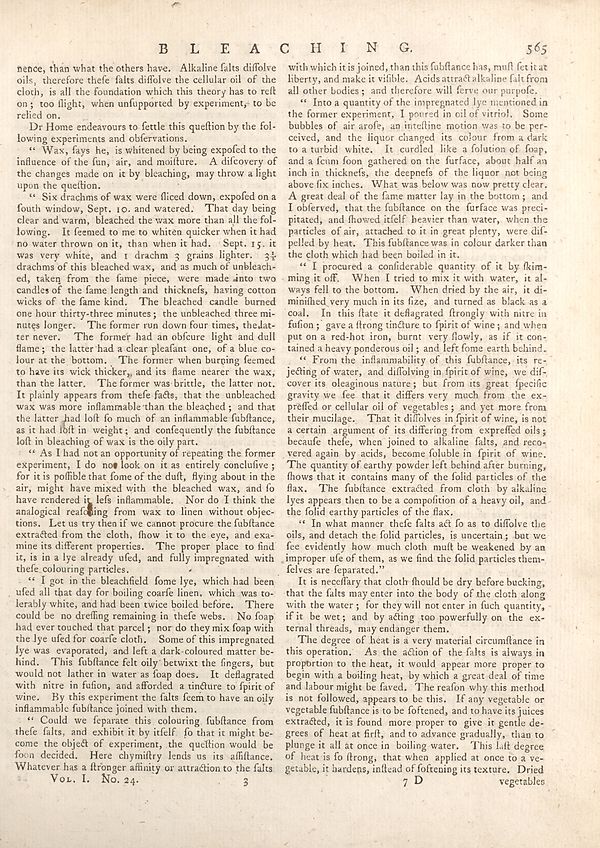 BLEACHING. 565
nence, than what the others have. Alkaline ſalts diſſolve
oils, therefore theſe ſalts diſſolve the cellular oil of the
cloth, is all the foundation which this theory has to reſt
on; too ſlight, when unſupported by experiment, to be
relied on.
Dr Home endeavours to ſettle this queſtion by the fol-
lowing experiments and obſervations.
“ Wax, ſays he, is whitened by being expoſed to the
influence of the ſun, air, and moiſture. A diſcovery of
the changes made on it by bleaching, may throw a light
upon the queſtion.
“ Six drachms of wax were ſliced down, expoſed on a
ſouth window, Sept. 10. and watered. That day being
clear and warm, bleached the wax more than all the fol-
lowing. It ſeemed to me to whiten quicker when it had
no water thrown on it, than when it had. Sept. 15. it
was very white, and 1 drachm 3 grains lighter. 3½
drachms of this bleached wax, and as much of unbleach-
ed, taken from the ſame piece, were made into two
candles of the ſame length and thickneſs, having cotton
wicks of the ſame kind. The bleached candle burned
one hour thirty-three minutes; the unbleached three mi-
nutes longer. The former run down four times, the lat-
ter never. The former had an obſcure light and dull
flame; the latter had a clear pleaſant one, of a blue co-
lour at the bottom. The former when burning ſeemed
to have its wick thicker, and its flame nearer the wax,
than the latter. The former was brittle, the latter not.
It plainly appears from theſe facts, that the unbleached
wax was more inflammable than the bleached; and that
the latter had loſt ſo much of an inflammable ſubſtance,
as it had loſt in weight; and conſequently the ſubſtance
loſt in bleaching of wax is the oily part.
“ As I had not an opportunity of repeating the former
experiment, I do not look on it as entirely concluſive;
for it is poſſible that ſome of the duſt, flying about in the
air, might have mixed with the bleached wax, and ſo
have rendered it leſs inflammable. Nor do I think the
analogical reaſoning from wax to linen without objec-
tions. Let us try then if we cannot procure the ſubſtance
extracted from the cloth, ſhow it to the eye, and exa-
mine its different properties. The proper place to find
it, is in a lye already uſed, and fully impregnated with
theſe colouring particles.
“ I got in the bleachfield ſome lye, which had been
uſed all that day for boiling coarſe linen, which was to-
lerably white, and had been twice boiled before. There
could be no dreſſing remaining in theſe webs. No ſoap
had ever touched that parcel; nor do they mix ſoap with
the lye uſed for coarſe cloth. Some of this impregnated
lye was evaporated, and left a dark-coloured matter be-
hind. This ſubſtance felt oily betwixt the fingers, but
would not lather in water as ſoap does. It deflagrated
with nitre in fuſion, and afforded a tincture to ſpirit of
wine. By this experiment the ſalts ſeem to have an oily
inflammable ſubſtance joined with them.
“ Could we ſeparate this colouring ſubſtance from
theſe ſalts, and exhibit it by itſelf ſo that it might be-
come the object of experiment, the queſtion would be
ſoon decided. Here chymiſtry lends us its aſſiſtance.
Whatever has a ſtronger affinity or attraction to the ſalts
Vol. I. No. 24. 3
with which it is joined, than this ſubſtance has, muſt ſet it at
liberty, and make it viſible. Acids attract alkaline ſalt from
all other bodies; and therefore will ſerve our purpoſe.
“ Into a quantity of the impregnated lye mentioned in
the former experiment, I poured in oil of vitriol. Some
bubbles of air aroſe, an inteſtine motion was to be per-
ceived, and the liquor changed its colour from a dark
to a turbid white. It curdled like a ſolution of ſoap,
and a ſcum ſoon gathered on the ſurface, about half an
inch in thickneſs, the deepneſs of the liquor not being
above ſix inches. What was below was now pretty clear.
A great deal of the ſame matter lay in the bottom; and
I obſerved, that the ſubſtance on the ſurface was preci-
pitated, and ſhowed itſelf heavier than water, when the
particles of air, attached to it in great plenty, were diſ-
pelled by heat. This ſubſtance was in colour darker than
the cloth which had been boiled in it.
“ I procured a conſiderable quantity of it by ſkim-
ming it off. When I tried to mix it with water, it al-
ways fell to the bottom. When dried by the air, it di-
miniſhed very much in its ſize, and turned as black as a
coal. In this ſtate it deflagrated ſtrongly with nitre in
fuſion; gave a ſtrong tincture to ſpirit of wine; and when
put on a red-hot iron, burnt very ſlowly, as if it con-
tained a heavy ponderous oil; and left ſome earth behind.
“ From the inflammability of this ſubſtance, its re-
jecting of water, and diſſolving in ſpirit of wine, we diſ-
cover its oleaginous nature; but from its great ſpecific
gravity we ſee that it differs very much from the ex-
preſſed or cellular oil of vegetables; and yet more from
their mucilage. That it diſſolves in ſpirit of wine, is not
a certain argument of its differing from expreſſed oils;
becauſe theſe, when joined to alkaline ſalts, and reco-
vered again by acids, become ſoluble in ſpirit of wine.
The quantity of earthy powder left behind after burning,
ſhows that it contains many of the ſolid particles of the
flax. The ſubſtance extracted from cloth by alkaline
lyes appears then to be a compoſition of a heavy oil, and
the ſolid earthy particles of the flax.
“ In what manner theſe ſalts act ſo as to diſſolve the
oils, and detach the ſolid particles, is uncertain; but we
ſee evidently how much cloth muſt be weakened by an
improper uſe of them, as we find the ſolid particles them-
ſelves are ſeparated.”
It is neceſſary that cloth ſhould be dry before bucking,
that the ſalts may enter into the body of the cloth along
with the water; for they will not enter in ſuch quantity,
if it be wet; and by acting too powerfully on the ex-
ternal threads, may endanger them.
The degree of heat is a very material circumſtance in
this operation. As the action of the ſalts is always in
proportion to the heat, it would appear more proper to
begin with a boiling heat, by which a great deal of time
and labour might be ſaved. The reaſon why this method
is not followed, appears to be this. If any vegetable or
vegetable ſubſtance is to be ſoftened, and to have its juices
extracted, it is found more proper to give it gentle de-
grees of heat at firſt, and to advance gradually, than to
plunge it all at once in boiling water. This laſt degree
of heat is ſo ſtrong, that when applied at once to a ve-
getable, it hardens, inſtead of ſoftening its texture. Dried
7 D vegetables